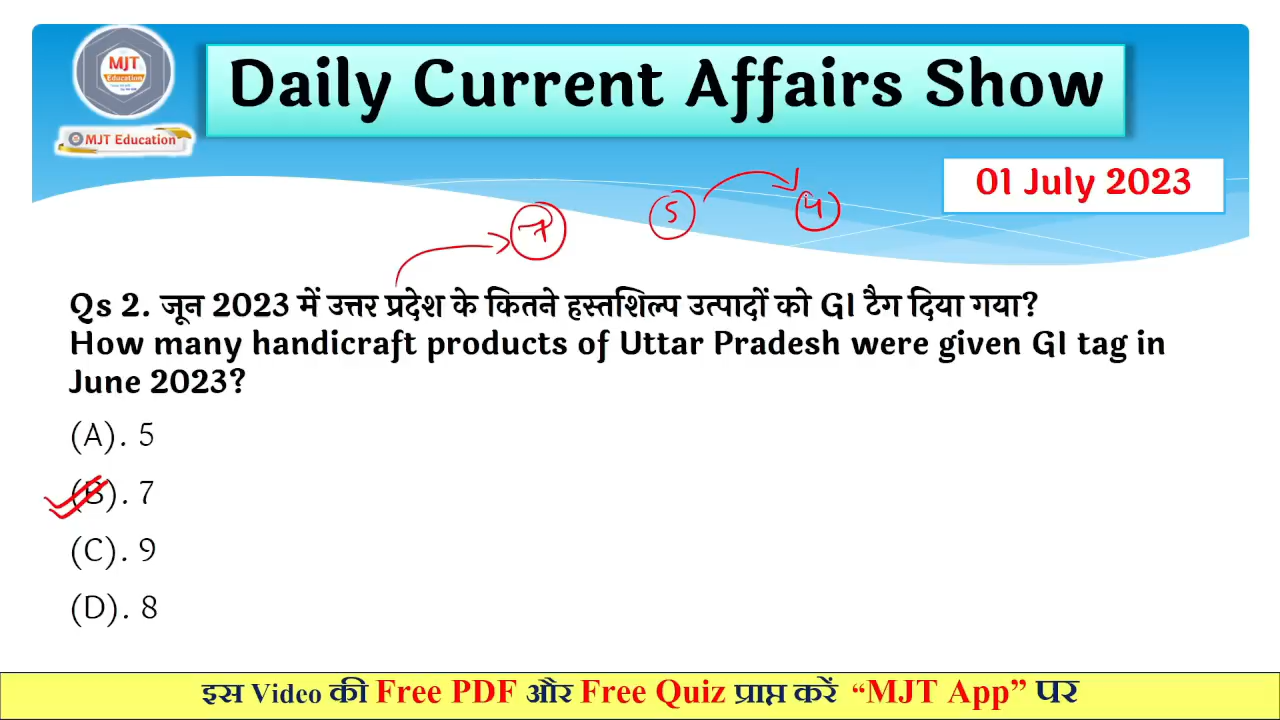 MJT
Education
MJT Education
Daily Current Affairs Show
01 July 2023
7 5 4
Qs 2. जून 2023 में उत्तर प्रदेश के कितने हस्तशिल्प उत्पादों को GI टैग दिया गया?
How many handicraft products of Uttar Pradesh were given GI tag in
June 2023?
(A). 5
(B). 7
(C). 9
(D). 8
इस Video की Free PDF और Free Quiz प्राप्त करें “MJT App” पर